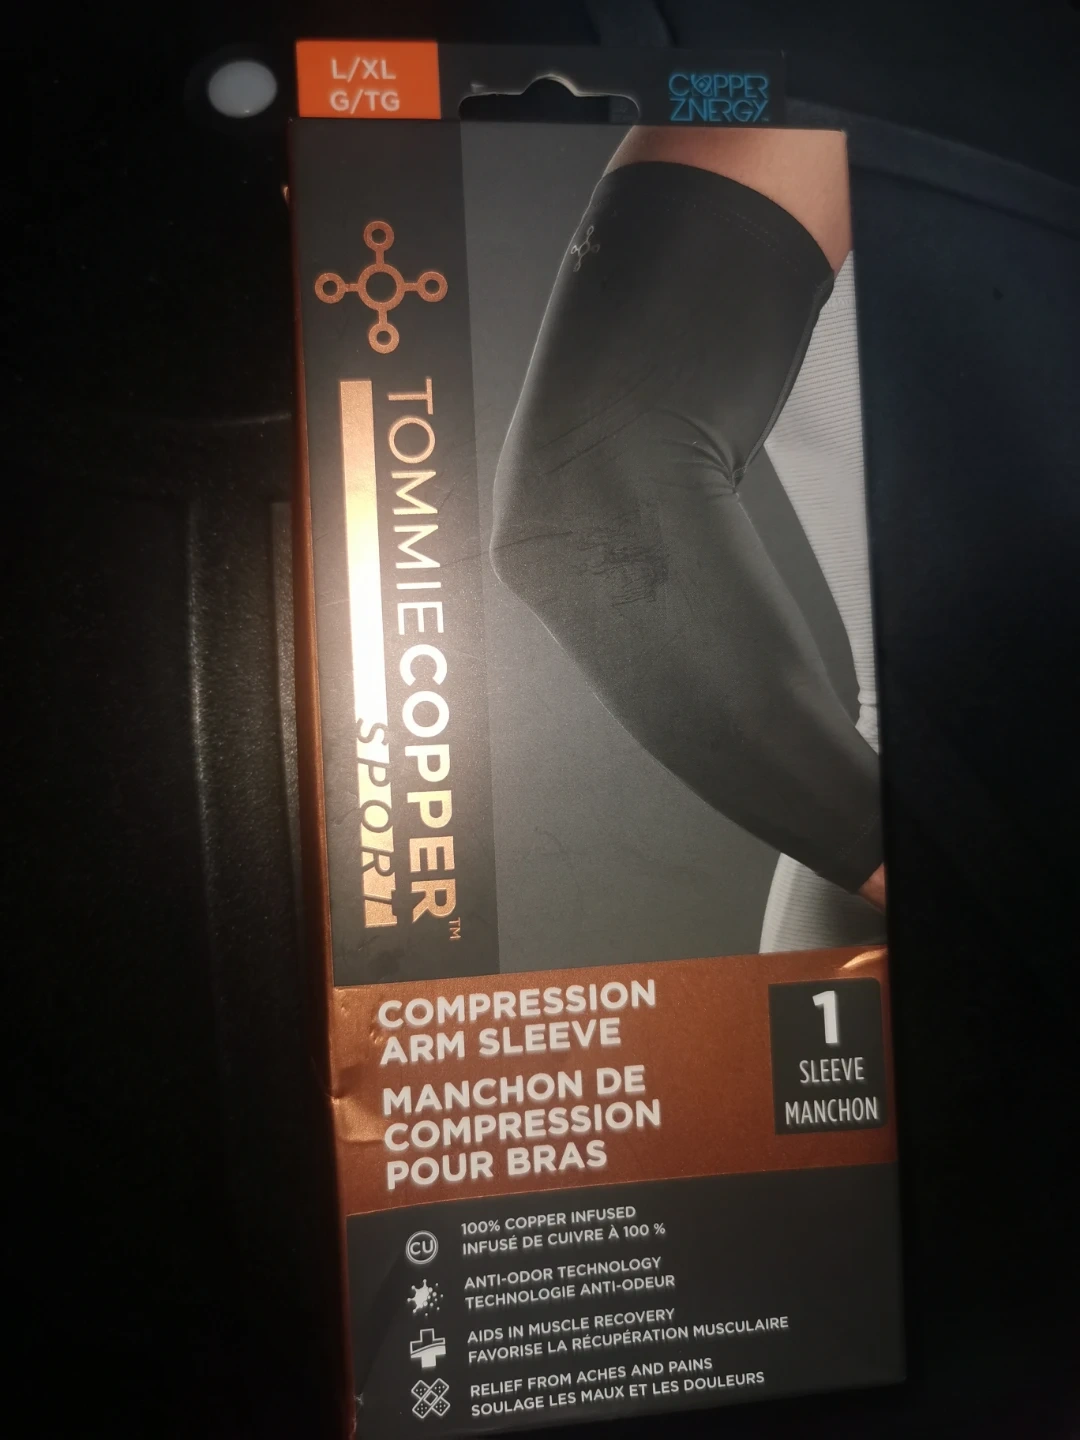 L/XL
G/TG
COPPER
ZNERGY
TOMMIECOPPER™
SPORT
COMPRESSION
ARM SLEEVE
MANCHON DE
COMPRESSION
POUR BRAS
1
SLEEVE
MANCHON
CU
100% COPPER INFUSED
INFUSÉ DE CUIVRE À 100 %
ANTI-ODOR TECHNOLOGY
TECHNOLOGIE ANTI-ODEUR
AIDS IN MUSCLE RECOVERY
FAVORISE LA RÉCUPÉRATION MUSCULAIRE
RELIEF FROM ACHES AND PAINS
SOULAGE LES MAUX ET LES DOULEURS